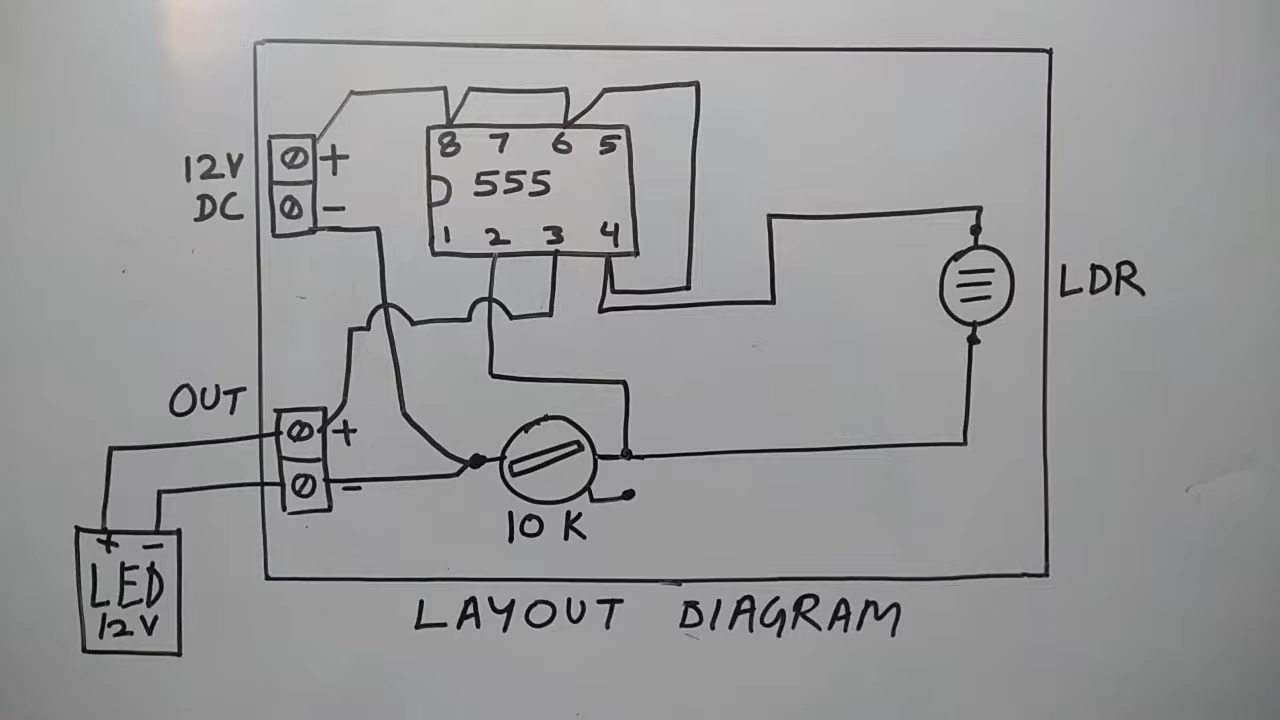 12V + 8 7 6 5
DC - 555
1 2 3 4
LDR
OUT +
-
10 K
+ -
LED
12V
LAYOUT DIAGRAM